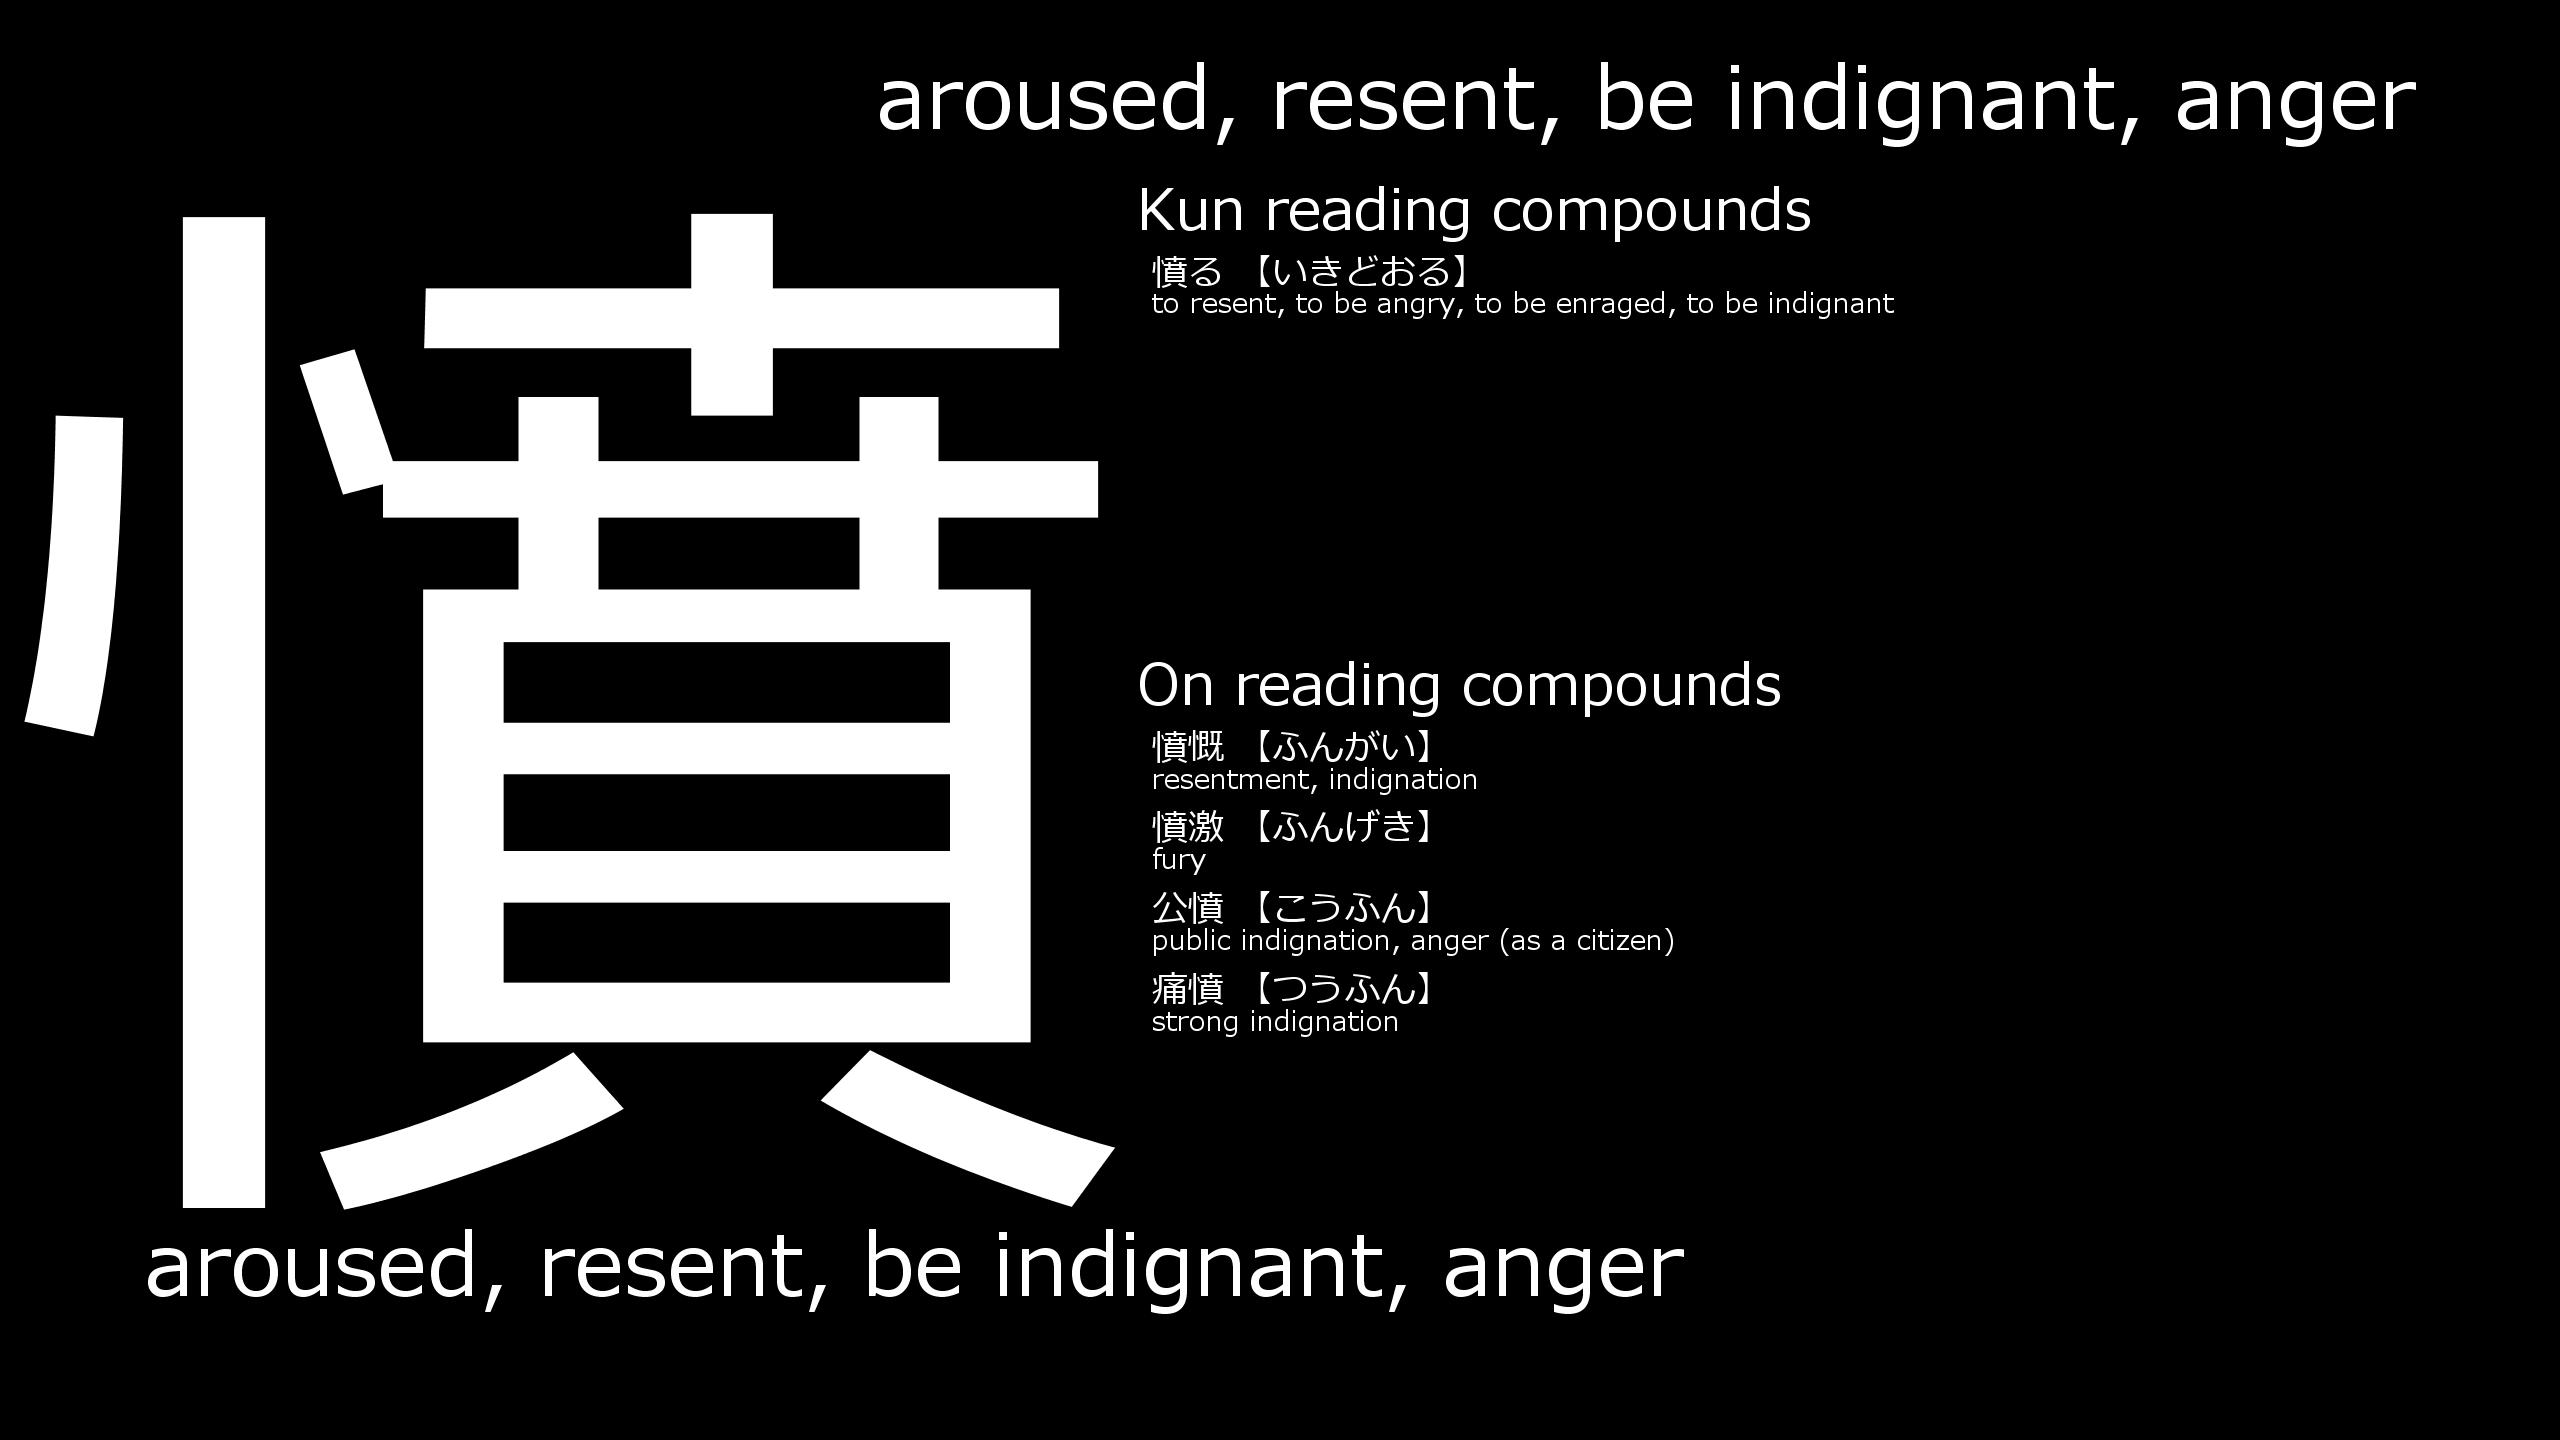 aroused, resent, be indignant, anger
憤
Kun reading compounds
憤る 【いきどおる】
to resent, to be angry, to be enraged, to be indignant
On reading compounds
憤慨 【ふんがい】
resentment, indignation
憤激 【ふんげき】
fury
公憤 【こうふん】
public indignation, anger (as a citizen)
痛憤 【つうふん】
strong indignation
aroused, resent, be indignant, anger